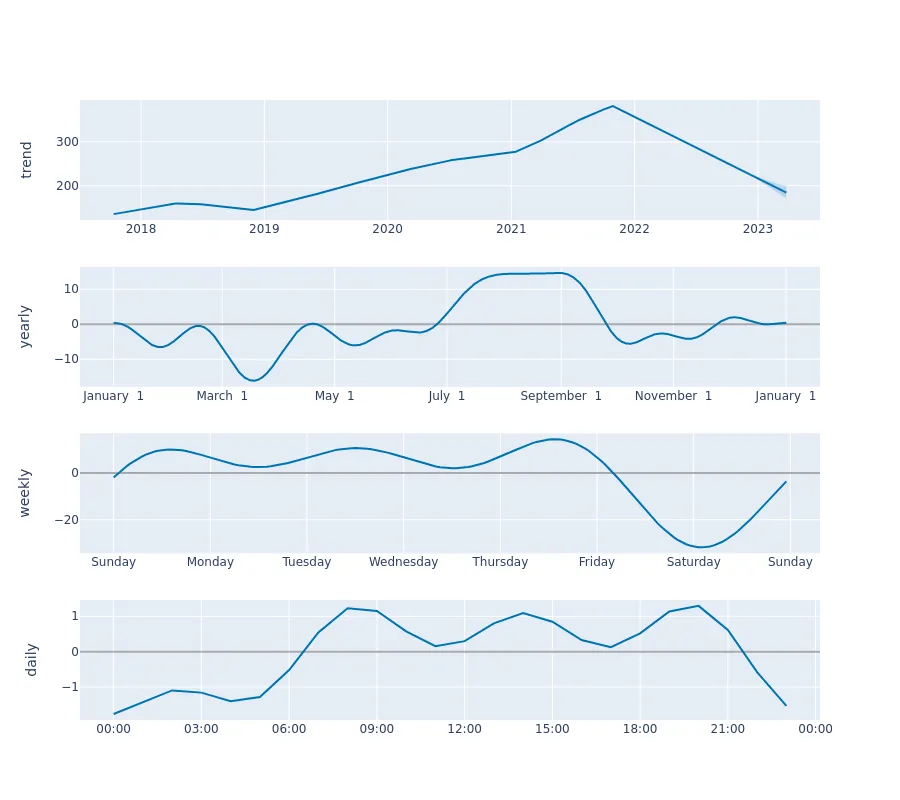 trend
300
200
2018 2019 2020 2021 2022 2023
yearly
10
0
−10
January 1 March 1 May 1 July 1 September 1 November 1 January 1
weekly
0
−20
Sunday Monday Tuesday Wednesday Thursday Friday Saturday Sunday
daily
1
0
−1
00:00 03:00 06:00 09:00 12:00 15:00 18:00 21:00 00:00